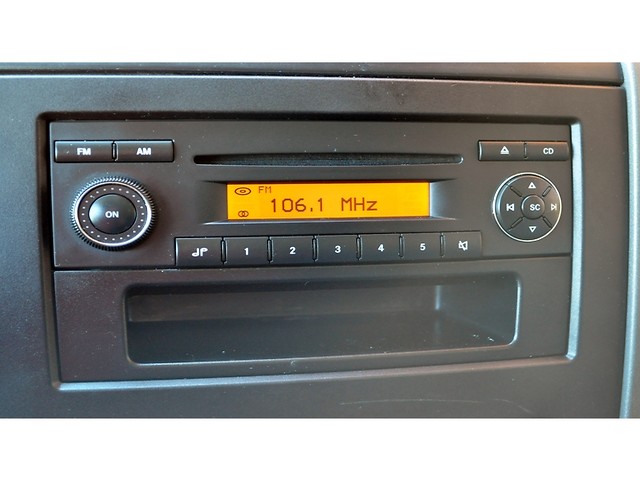 FM AM CD
FM
106.1 MHz
ON SC
1 2 3 4 5